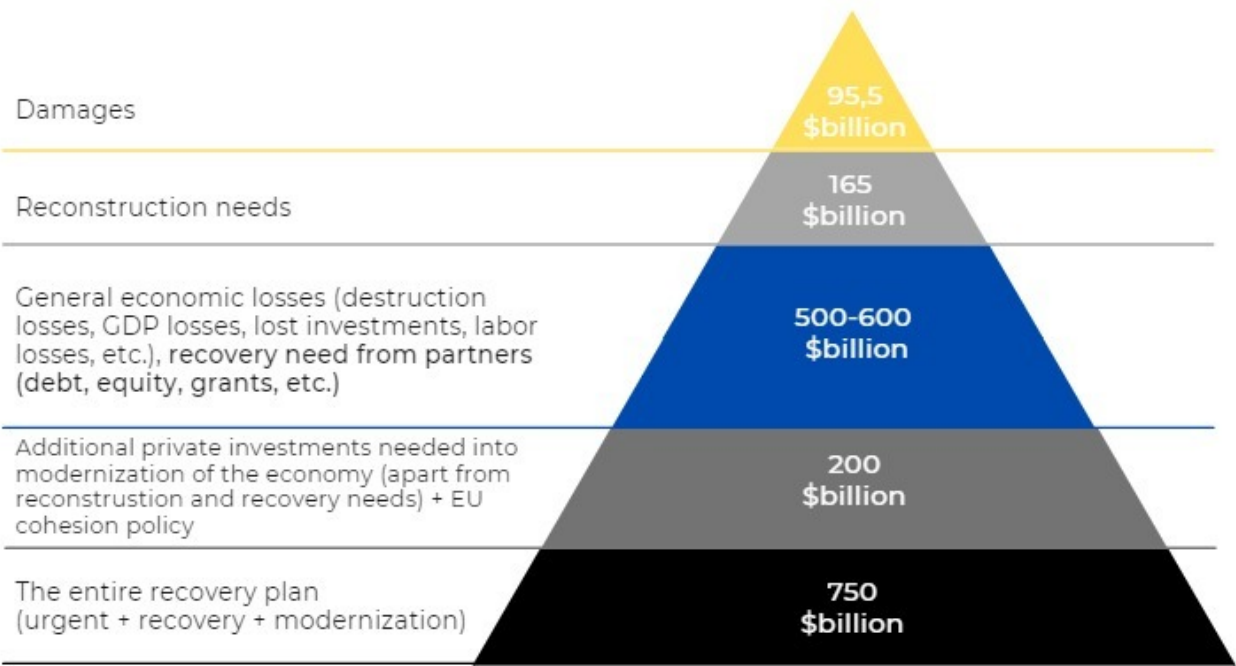 Damages
95,5
$billion
Reconstruction needs
165
$billion
General economic losses (destruction
losses, GDP losses, lost investments, labor
losses, etc.), recovery need from partners
(debt, equity, grants, etc.)
500-600
$billion
Additional private investments needed into
modernization of the economy (apart from
reconstrustion and recovery needs) + EU
cohesion policy
200
$billion
The entire recovery plan
(urgent + recovery + modernization)
750
$billion